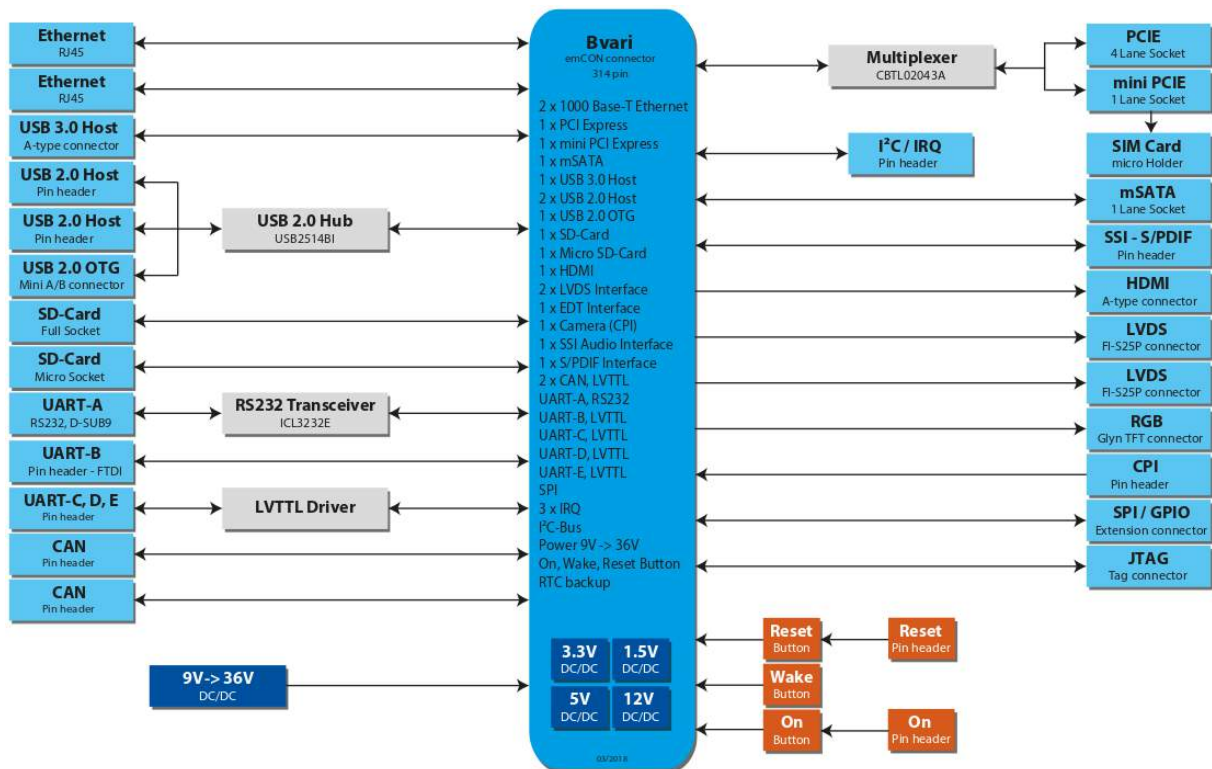 Ethernet
RJ45
Ethernet
RJ45
USB 3.0 Host
A-type connector
USB 2.0 Host
Pin header
USB 2.0 Host
Pin header
USB 2.0 OTG
Mini A/B connector
SD-Card
Full Socket
SD-Card
Micro Socket
UART-A
RS232, D-SUB9
UART-B
Pin header - FTDI
UART-C, D, E
Pin header
CAN
Pin header
CAN
Pin header
USB 2.0 Hub
USB2514BI
RS232 Transceiver
ICL3232E
LVTTL Driver
9V-> 36V
DC/DC
Bvari
emCON connector
314 pin
2 x 1000 Base-T Ethernet
1 x PCI Express
1 x mini PCI Express
1 x mSATA
1 x USB 3.0 Host
2 x USB 2.0 Host
1 x USB 2.0 OTG
1 x SD-Card
1 x Micro SD-Card
1 x HDMI
2 x LVDS Interface
1 x EDT Interface
1 x Camera (CPI)
1 x SSI Audio Interface
1 x S/PDIF Interface
2 x CAN, LVTTL
UART-A, RS232
UART-B, LVTTL
UART-C, LVTTL
UART-D, LVTTL
UART-E, LVTTL
SPI
3 x IRQ
I²C-Bus
Power 9V -> 36V
On, Wake, Reset Button
RTC backup
3.3V
DC/DC
1.5V
DC/DC
5V
DC/DC
12V
DC/DC
03/2018
Multiplexer
CBTL02043A
I²C / IRQ
Pin header
PCIE
4 Lane Socket
mini PCIE
1 Lane Socket
SIM Card
micro Holder
mSATA
1 Lane Socket
SSI - S/PDIF
Pin header
HDMI
A-type connector
LVDS
FI-S25P connector
LVDS
FI-S25P connector
RGB
Glyn TFT connector
CPI
Pin header
SPI / GPIO
Extension connector
JTAG
Tag connector
Reset
Button
Reset
Pin header
Wake
Button
On
Button
On
Pin header